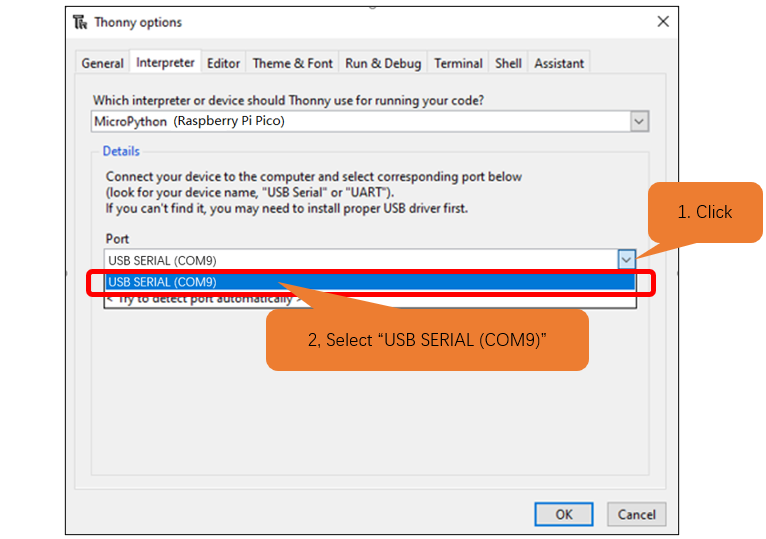 Thonny options
General Interpreter Editor Theme & Font Run & Debug Terminal Shell Assistant
Which interpreter or device should Thonny use for running your code?
MicroPython (Raspberry Pi Pico)
Details
Connect your device to the computer and select corresponding port below
(look for your device name, "USB Serial" or "UART").
If you can't find it, you may need to install proper USB driver first.
1. Click
Port
USB SERIAL (COM9)
USB SERIAL (COM9)
< Try to detect port automatically >
2, Select “USB SERIAL (COM9)”
OK Cancel